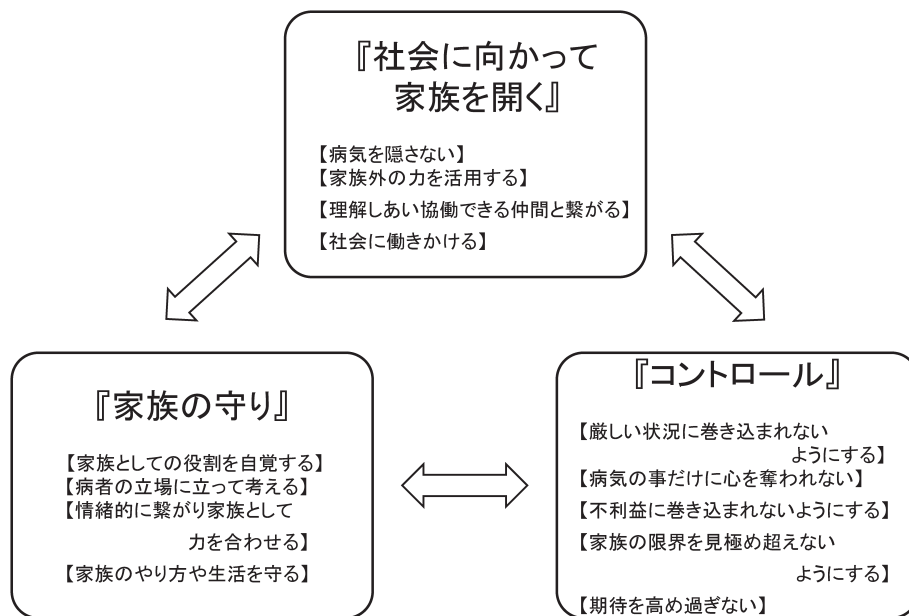 『社会に向かって
家族を開く』
【病気を隠さない】
【家族外の力を活用する】
【理解しあい協働できる仲間と繋がる】
【社会に働きかける】
『家族の守り』
【家族としての役割を自覚する】
【病者の立場に立って考える】
【情緒的に繋がり家族として
力を合わせる】
【家族のやり方や生活を守る】
『コントロール』
【厳しい状況に巻き込まれない
ようにする】
【病気の事だけに心を奪われない】
【不利益に巻き込まれないようにする】
【家族の限界を見極め超えない
ようにする】
【期待を高め過ぎない】